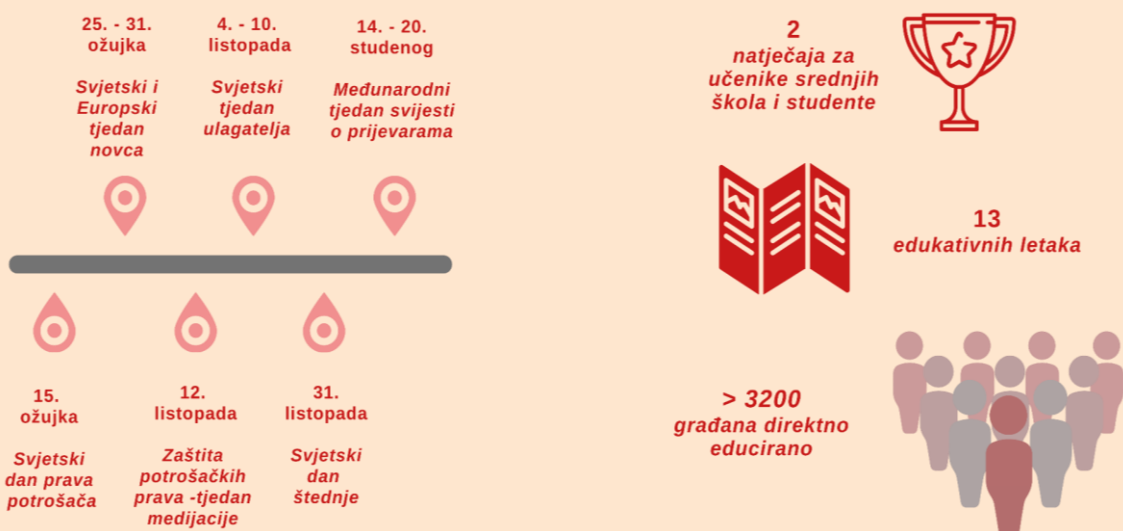 25. - 31.
ožujka
Svjetski i
Europski
tjedan
novca
4. - 10.
listopada
Svjetski
tjedan
ulagatelja
14. - 20.
studenog
Međunarodni
tjedan svijesti
o prijevarama
15.
ožujka
Svjetski
dan prava
potrošača
12.
listopada
Zaštita
potrošačkih
prava -tjedan
medijacije
31.
listopada
Svjetski
dan
štednje
2
natječaja za
učenike srednjih
škola i studente
13
edukativnih letaka
> 3200
građana direktno
educirano